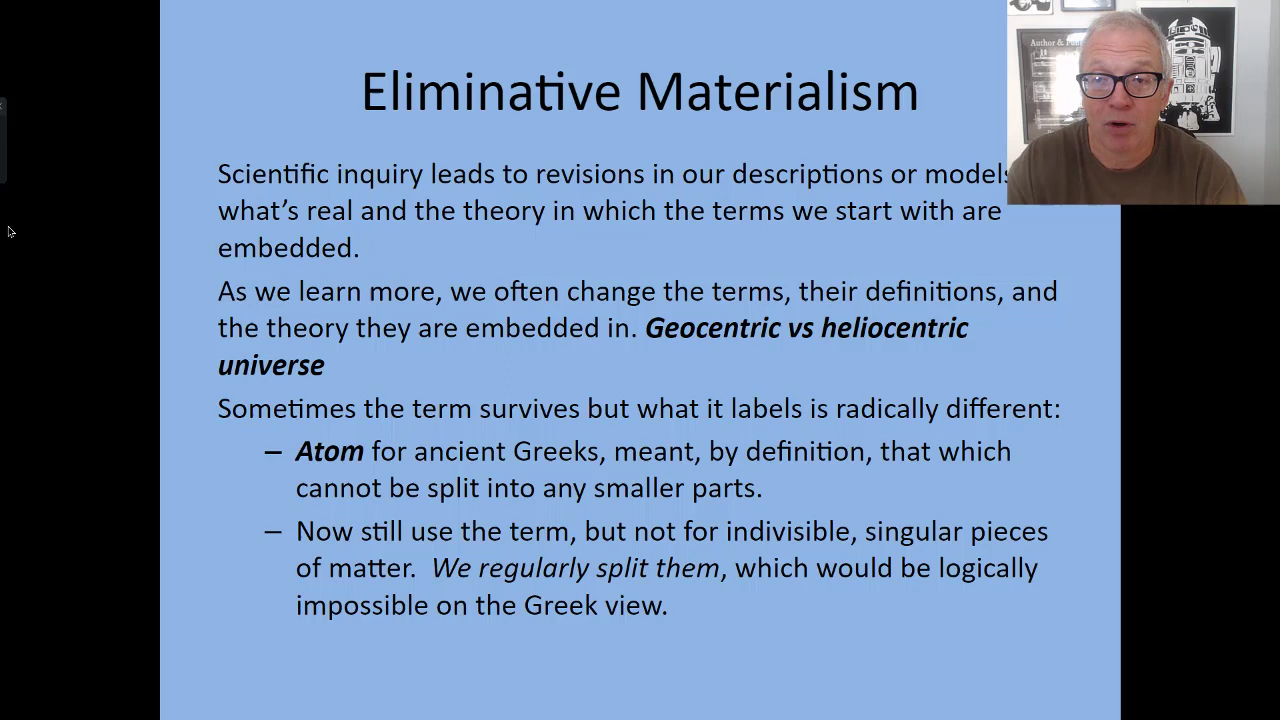 Eliminative Materialism
Author &
Scientific inquiry leads to revisions in our descriptions or models
what's real and the theory in which the terms we start with are
embedded.
As we learn more, we often change the terms, their definitions, and
the theory they are embedded in. Geocentric vs heliocentric
universe
Sometimes the term survives but what it labels is radically different:
– Atom for ancient Greeks, meant, by definition, that which
cannot be split into any smaller parts.
– Now still use the term, but not for indivisible, singular pieces
of matter. We regularly split them, which would be logically
impossible on the Greek view.